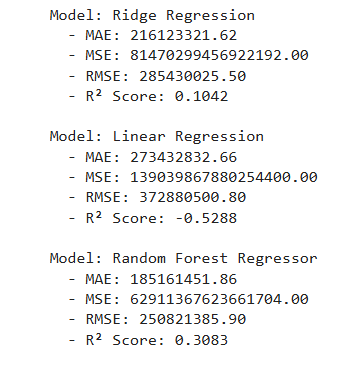 Model: Ridge Regression
- MAE: 216123321.62
- MSE: 81470299456922192.00
- RMSE: 285430025.50
- R² Score: 0.1042
Model: Linear Regression
- MAE: 273432832.66
- MSE: 139039867880254400.00
- RMSE: 372880500.80
- R² Score: -0.5288
Model: Random Forest Regressor
- MAE: 185161451.86
- MSE: 62911367623661704.00
- RMSE: 250821385.90
- R² Score: 0.3083